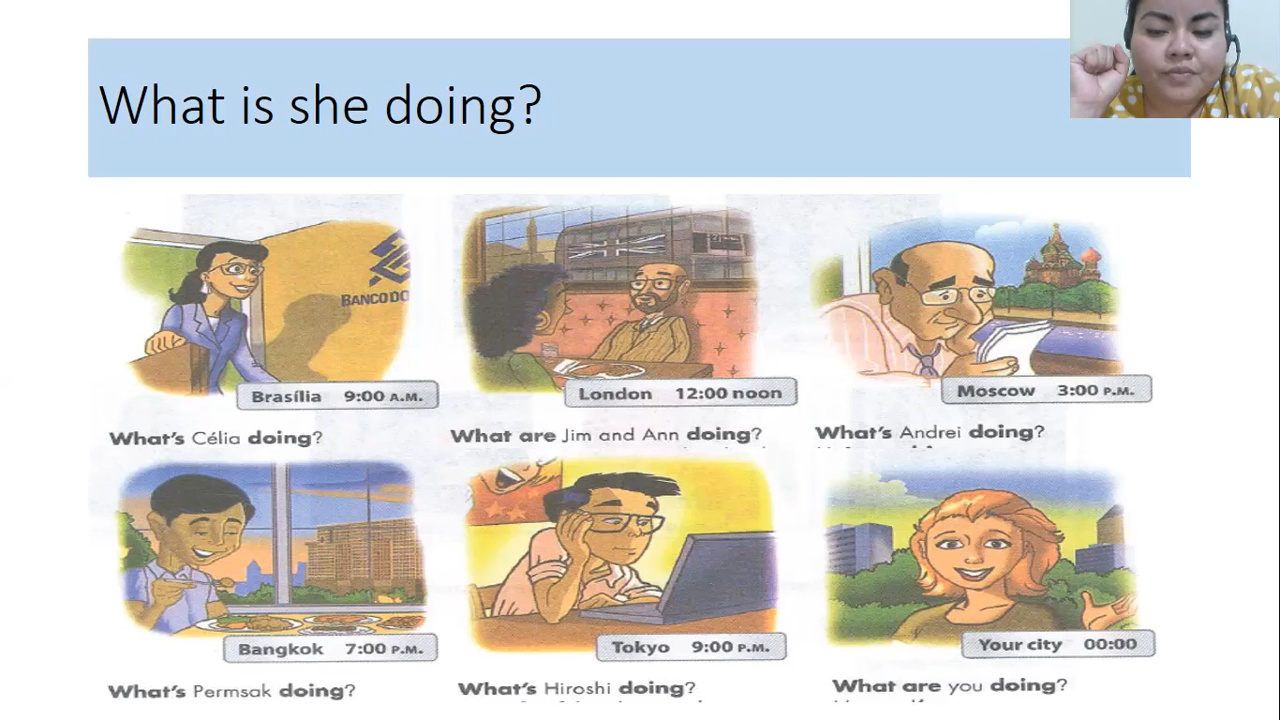 What is she doing?
BANCO DO
Brasília 9:00 A.M.
London 12:00 noon
Moscow 3:00 P.M.
What's Célia doing?
What are Jim and Ann doing?
What's Andrei doing?
Bangkok 7:00 P.M.
Tokyo 9:00 P.M.
Your city 00:00
What's Permsak doing?
What's Hiroshi doing?
What are you doing?